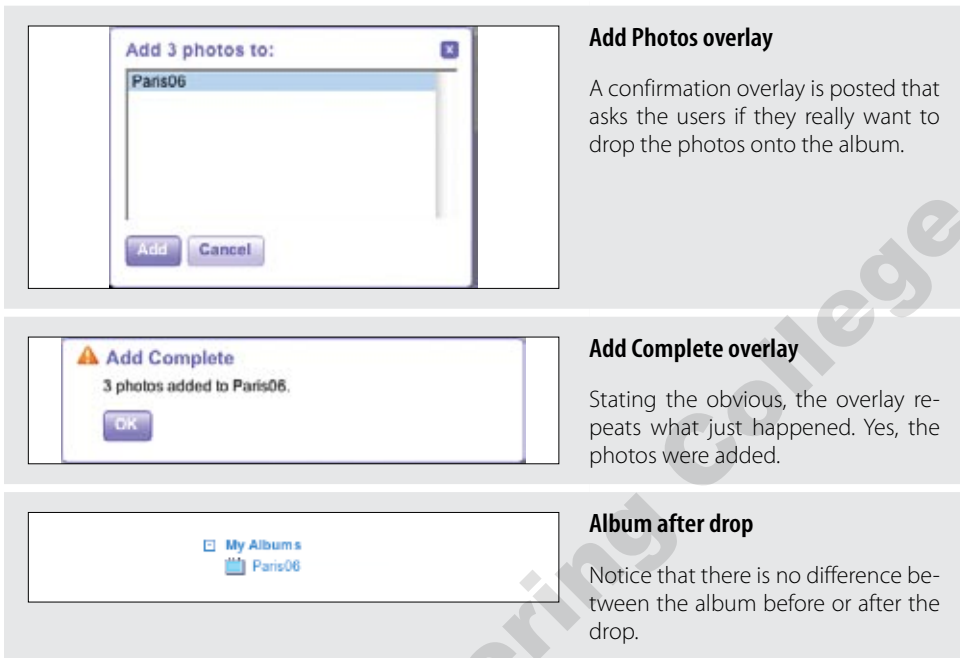 Add 3 photos to:
Paris06
Add Cancel
Add Photos overlay
A confirmation overlay is posted that
asks the users if they really want to
drop the photos onto the album.
Add Complete
3 photos added to Paris06.
OK
Add Complete overlay
Stating the obvious, the overlay re-
peats what just happened. Yes, the
photos were added.
My Albums
Paris06
Album after drop
Notice that there is no difference be-
tween the album before or after the
drop.
ering College